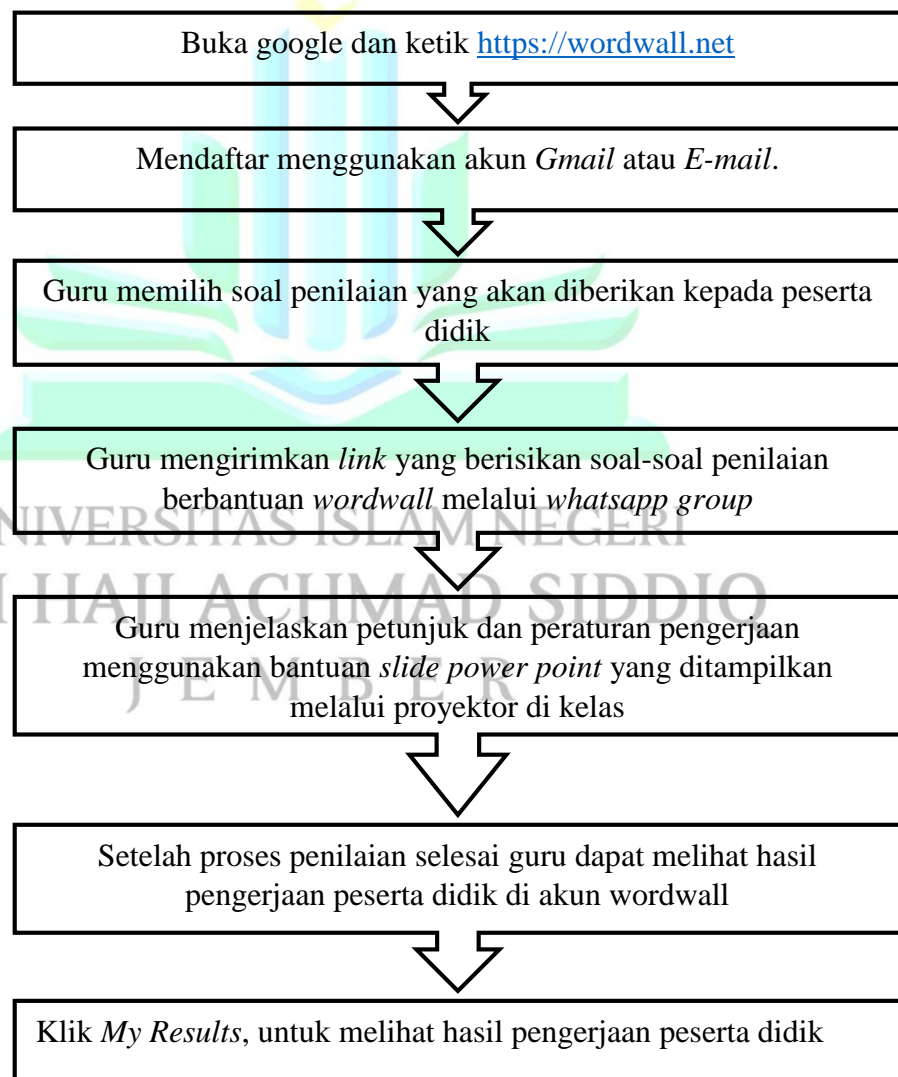 Buka google dan ketik https://wordwall.net
Mendaftar menggunakan akun Gmail atau E-mail.
Guru memilih soal penilaian yang akan diberikan kepada peserta
didik
Guru mengirimkan link yang berisikan soal-soal penilaian
berbantuan wordwall melalui whatsapp group
NIVERSITAS ISLAM NEGERI
I HAJI ACHMAD SIDDIQ
Guru menjelaskan petunjuk dan peraturan pengerjaan
menggunakan bantuan slide power point yang ditampilkan
JEMBER
melalui proyektor di kelas
Setelah proses penilaian selesai guru dapat melihat hasil
pengerjaan peserta didik di akun wordwall
Klik My Results, untuk melihat hasil pengerjaan peserta didik